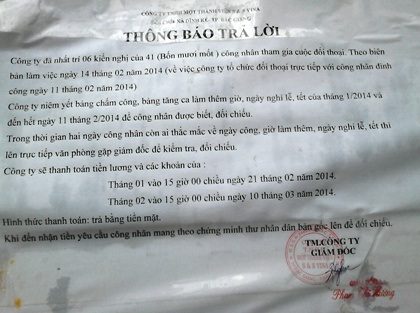 CÔNG TY TNHH MỘT THÀNH VIÊN S & S VINA
THÔNG BÁO TRẢ LỜI
Công ty đã nhất trí 06 kiến nghị của 41 (Bốn mươi mốt ) công nhân tham gia cuộc đối thoại. Theo biên
bản làm việc ngày 14 tháng 02 năm 2014 (về việc công ty tổ chức đối thoại trực tiếp với công nhân đình
công ngày 11 tháng 02 năm 2014)
Công ty niêm yết bảng chấm công, bảng tăng ca làm thêm giờ, ngày nghỉ lễ, tết của tháng 1/2014 và
đến hết ngày 11 tháng 2/2014 để công nhân được biết, đối chiếu.
Trong thời gian hai ngày công nhân còn ai thắc mắc về ngày công, giờ làm thêm, ngày nghỉ lễ, tết thì
lên trực tiếp văn phòng gặp giám đốc để kiểm tra, đối chiếu.
Công ty sẽ thanh toán tiền lương và các khoản của :
Tháng 01 vào 15 giờ 00 chiều ngày 21 tháng 02 năm 2014.
Tháng 02 vào 15 giờ 00 chiều ngày 10 tháng 03 năm 2014.
Hình thức thanh toán: trả bằng tiền mặt.
Khi đến nhận tiền yêu cầu công nhân mang theo chứng minh thư nhân dân bản gốc lên để đối chiếu.
TM.CÔNG TY
GIÁM ĐỐC